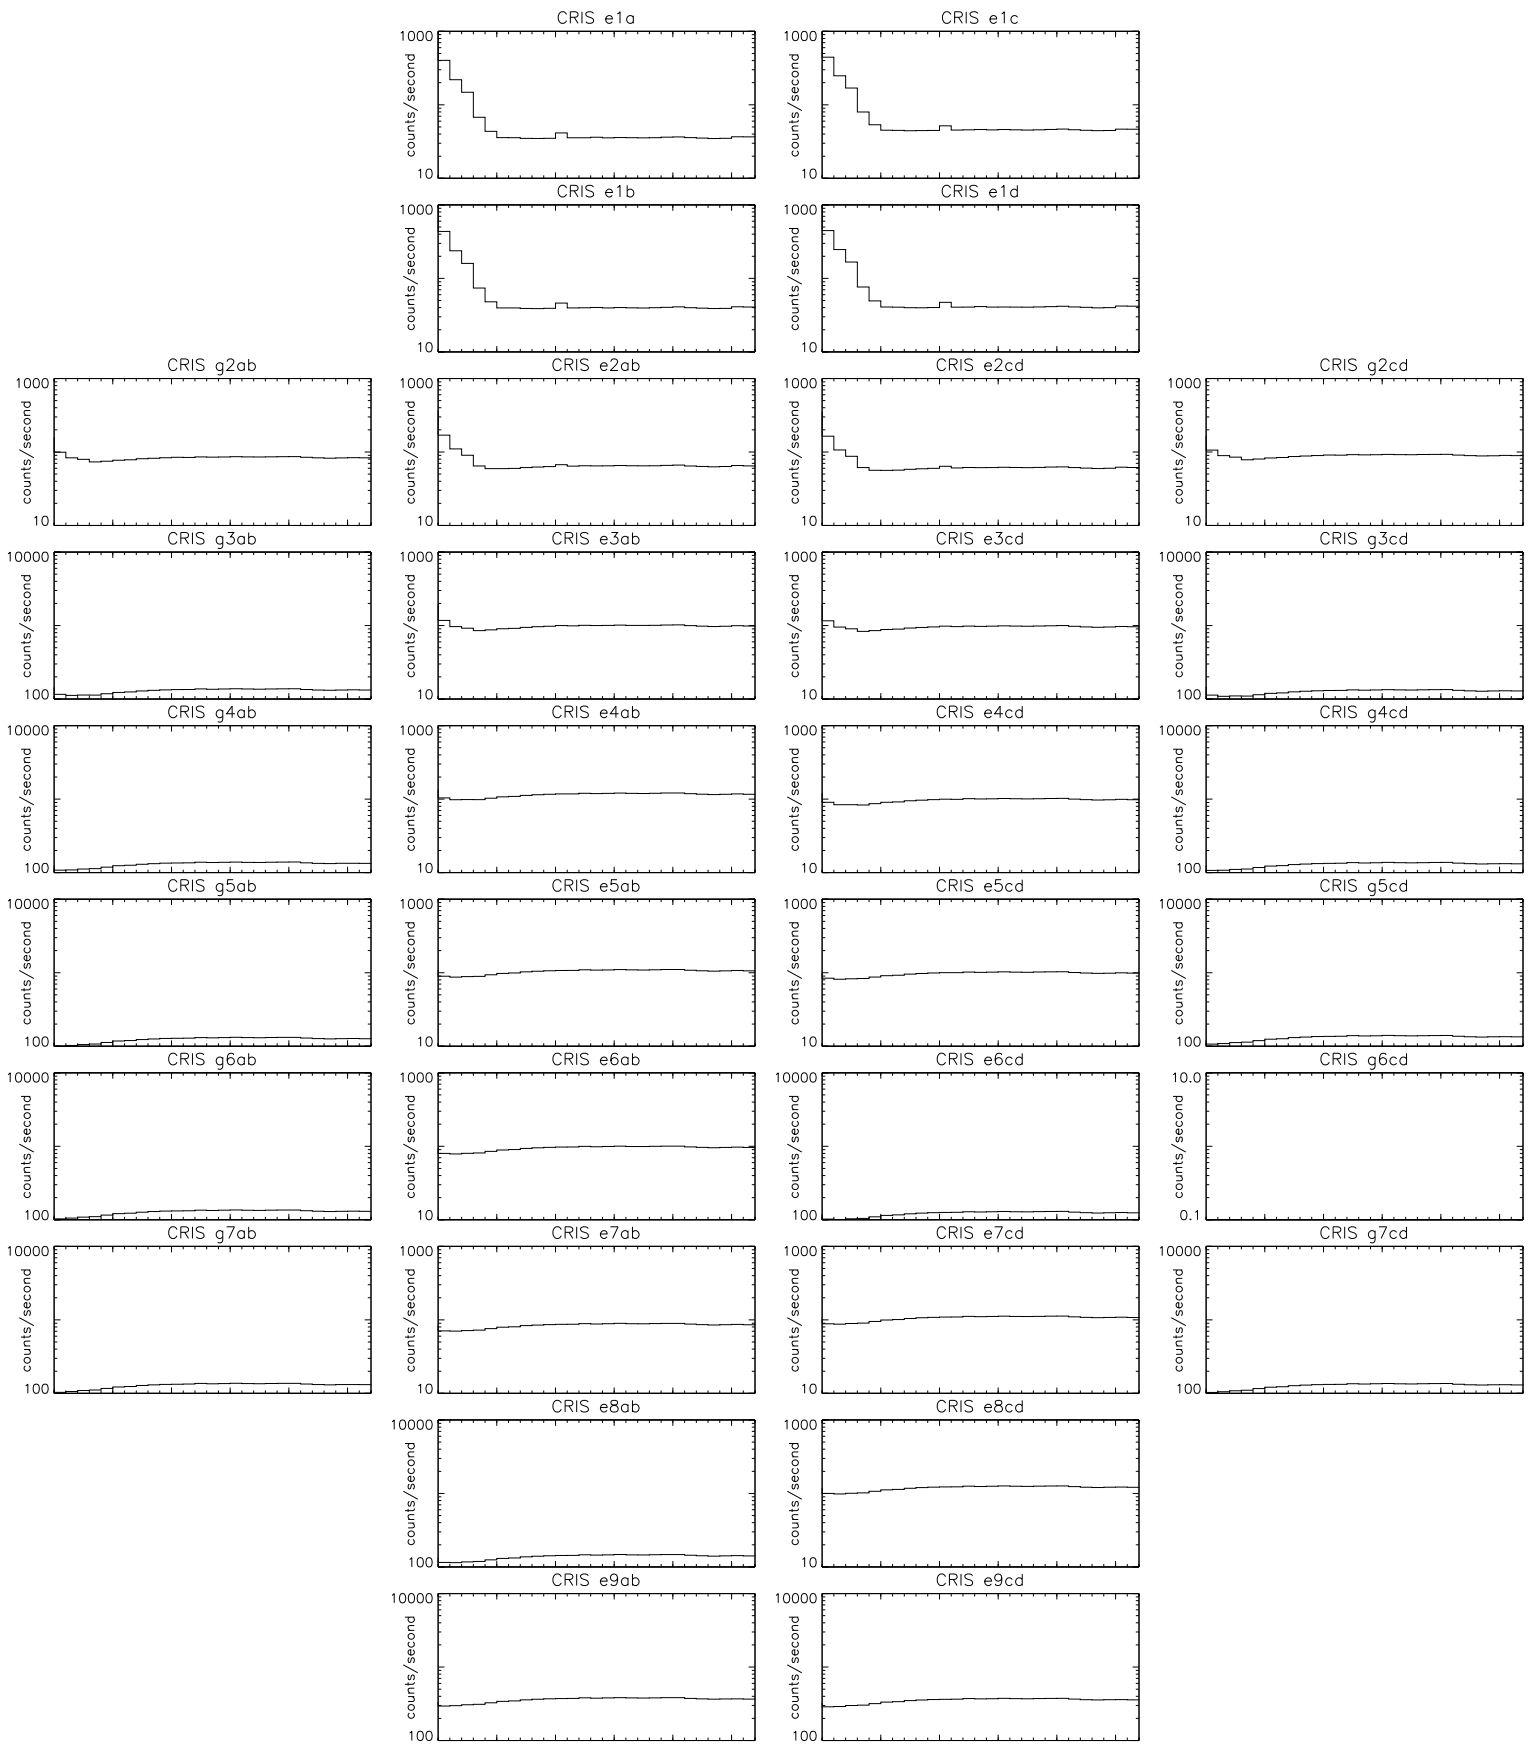 CRIS e1a
1000
counts/second
10
CRIS e1c
1000
counts/second
10
CRIS e1b
1000
counts/second
10
CRIS e1d
1000
counts/second
10
CRIS g2ab
1000
counts/second
10
CRIS e2ab
1000
counts/second
10
CRIS e2cd
1000
counts/second
10
CRIS g2cd
1000
counts/second
10
CRIS g3ab
10000
counts/second
100
CRIS e3ab
1000
counts/second
10
CRIS e3cd
1000
counts/second
10
CRIS g3cd
10000
counts/second
100
CRIS g4ab
10000
counts/second
100
CRIS e4ab
1000
counts/second
10
CRIS e4cd
1000
counts/second
10
CRIS g4cd
10000
counts/second
100
CRIS g5ab
10000
counts/second
100
CRIS e5ab
1000
counts/second
10
CRIS e5cd
1000
counts/second
10
CRIS g5cd
10000
counts/second
100
CRIS g6ab
10000
counts/second
100
CRIS e6ab
1000
counts/second
10
CRIS e6cd
10000
counts/second
100
CRIS g6cd
10.0
counts/second
0.1
CRIS g7ab
10000
counts/second
100
CRIS e7ab
1000
counts/second
10
CRIS e7cd
1000
counts/second
10
CRIS g7cd
10000
counts/second
100
CRIS e8ab
10000
counts/second
100
CRIS e8cd
1000
counts/second
10
CRIS e9ab
10000
counts/second
100
CRIS e9cd
10000
counts/second
100